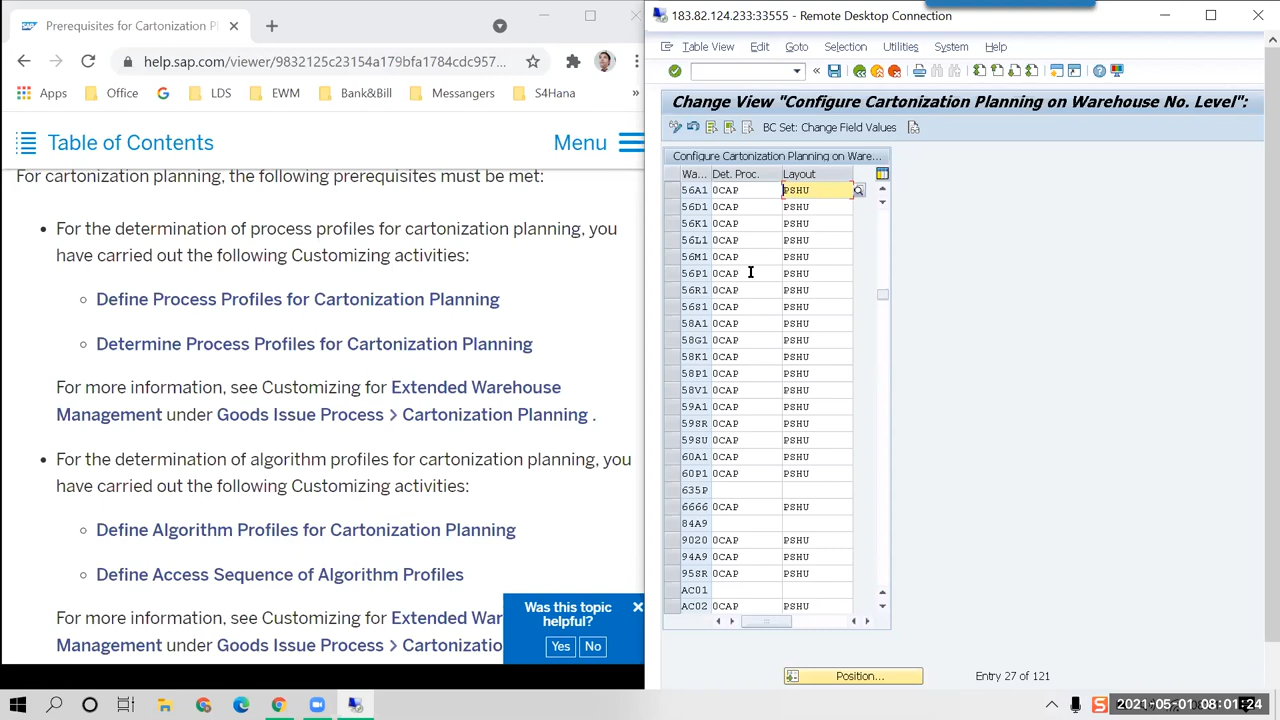 Prerequisites for Cartonization P
help.sap.com/viewer/9832125c23154a179bfa1784cdc957...
Apps
Office
LDS
EWM
Bank&Bill
Messangers
S4Hana
»
Table of Contents
Menu
For cartonization planning, the following prerequisites must be met:
• For the determination of process profiles for cartonization planning, you
have carried out the following Customizing activities:
Define Process Profiles for Cartonization Planning
Determine Process Profiles for Cartonization Planning
For more information, see Customizing for Extended Warehouse
Management under Goods Issue Process > Cartonization Planning .
• For the determination of algorithm profiles for cartonization planning, you
have carried out the following Customizing activities:
Define Algorithm Profiles for Cartonization Planning
Define Access Sequence of Algorithm Profiles
For more information, see Customizing for Extended War
Management under Goods Issue Process > Cartonizatio
Was this topic
helpful?
Yes No
183.82.124.233:33555 - Remote Desktop Connection
Table View Edit Goto Selection Utilities System Help
Change View "Configure Cartonization Planning on Warehouse No. Level":
BC Set: Change Field Values
Configure Cartonization Planning on Ware...
Wa... Det. Proc. Layout
56A1 0CAP PSHU
56D1 0CAP PSHU
56K1 0CAP PSHU
56L1 0CAP PSHU
56M1 0CAP PSHU
56P1 0CAP PSHU
56R1 0CAP PSHU
56S1 0CAP PSHU
58A1 0CAP PSHU
58G1 0CAP PSHU
58K1 0CAP PSHU
58P1 0CAP PSHU
58V1 0CAP PSHU
59A1 0CAP PSHU
59SR 0CAP PSHU
59SU 0CAP PSHU
60A1 0CAP PSHU
60P1 0CAP PSHU
635P
6666 0CAP PSHU
84A9
9020 0CAP PSHU
94A9 0CAP PSHU
95SR 0CAP PSHU
AC01
AC02 0CAP PSHU
Position...
Entry 27 of 121
2021-05-01 08:01:24